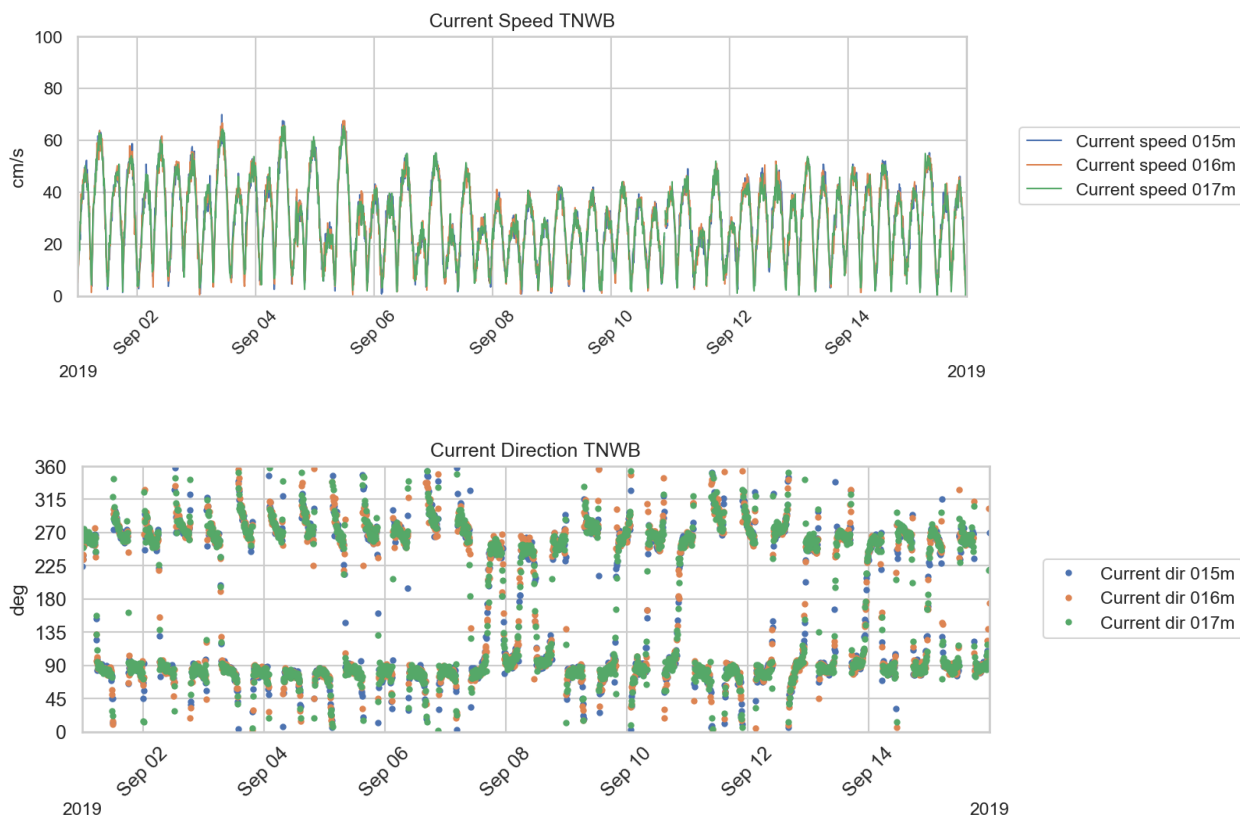 Current Speed TNWB
100
80
60
40
20
0
cm/s
Sep 02
Sep 04
Sep 06
Sep 08
Sep 10
Sep 12
Sep 14
2019
2019
Current speed 015m
Current speed 016m
Current speed 017m
Current Direction TNWB
360
315
270
225
180
135
90
45
0
deg
Sep 02
Sep 04
Sep 06
Sep 08
Sep 10
Sep 12
Sep 14
2019
2019
Current dir 015m
Current dir 016m
Current dir 017m